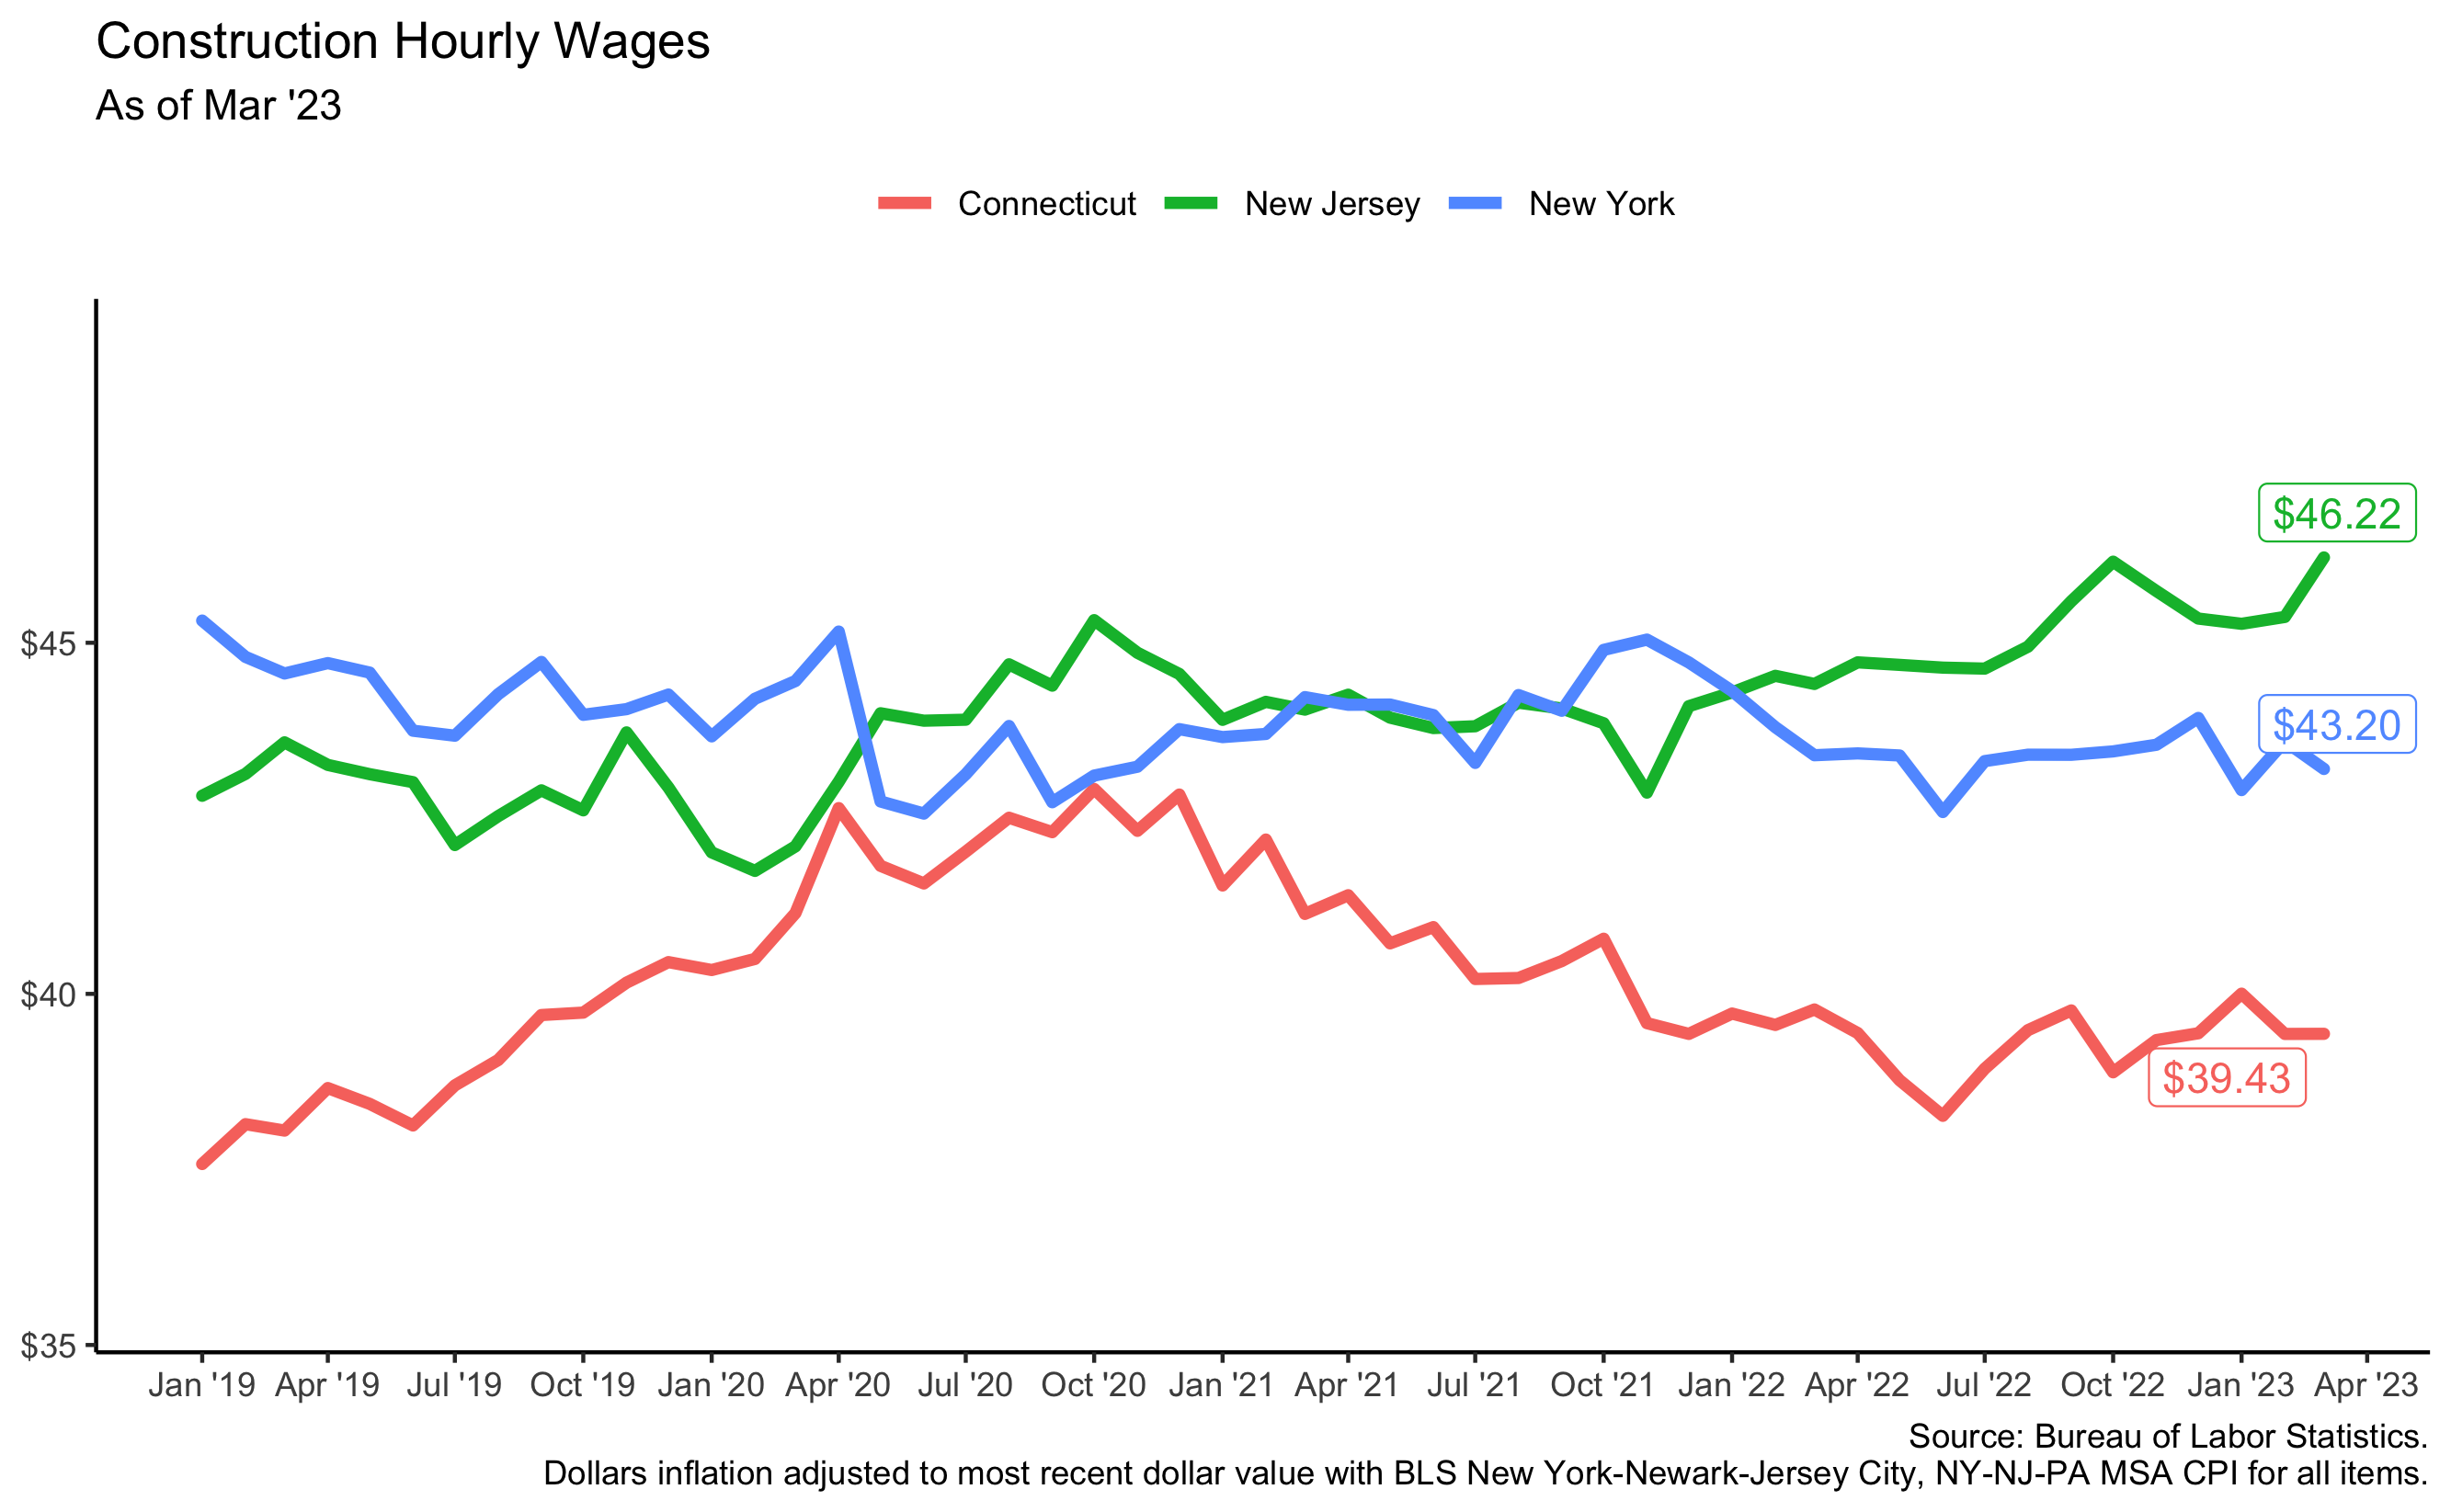 Construction Hourly Wages
As of Mar '23
Connecticut New Jersey New York
$46.22
$45
$43.20
$40
$39.43
$35
Jan '19 Apr '19 Jul '19 Oct '19 Jan '20 Apr '20 Jul '20 Oct '20 Jan '21 Apr '21 Jul '21 Oct '21 Jan '22 Apr '22 Jul '22 Oct '22 Jan '23 Apr '23
Source: Bureau of Labor Statistics.
Dollars inflation adjusted to most recent dollar value with BLS New York-Newark-Jersey City, NY-NJ-PA MSA CPI for all items.